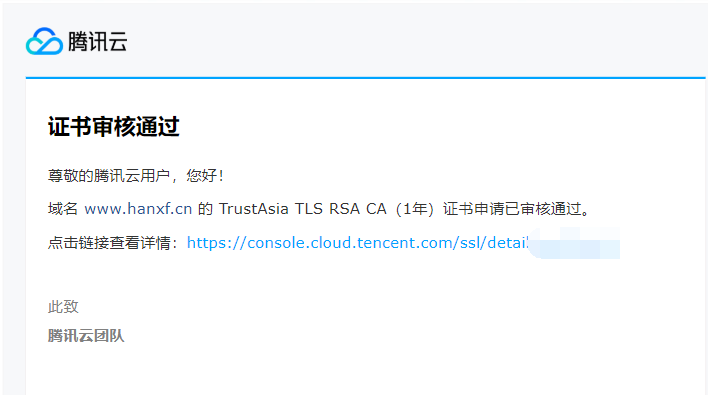 腾讯云
证书审核通过
尊敬的腾讯云用户，您好！
域名 www.hanxf.cn 的 TrustAsia TLS RSA CA（1年）证书申请已审核通过。
点击链接查看详情：https://console.cloud.tencent.com/ssl/detail
此致
腾讯云团队